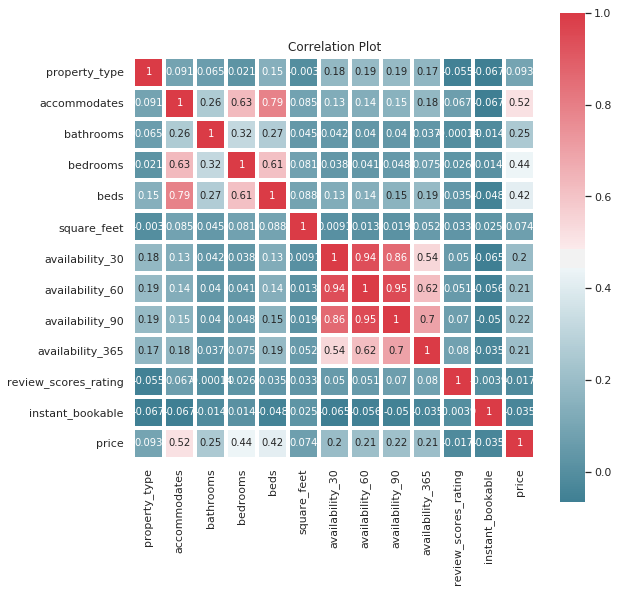 Correlation Plot
property_type 1 0.091 0.065 0.021 0.15 -0.003 0.18 0.19 0.19 0.17 -0.055 -0.067 0.093
accommodates 0.091 1 0.26 0.63 0.79 0.085 0.13 0.14 0.15 0.18 0.067 -0.067 0.52
bathrooms 0.065 0.26 1 0.32 0.27 0.045 0.042 0.04 0.04 0.037 -0.014 0.25
bedrooms 0.021 0.63 0.32 1 0.61 0.081 0.038 0.041 0.048 0.075 0.026 0.014 0.44
beds 0.15 0.79 0.27 0.61 1 0.088 0.13 0.14 0.15 0.19 0.035 -0.048 0.42
square_feet -0.003 0.085 0.045 0.081 0.088 1 0.0091 0.013 0.019 0.052 0.033 0.025 0.074
availability_30 0.18 0.13 0.042 0.038 0.13 0.0091 1 0.94 0.86 0.54 0.05 -0.065 0.2
availability_60 0.19 0.14 0.04 0.041 0.14 0.013 0.94 1 0.95 0.62 0.051 -0.056 0.21
availability_90 0.19 0.15 0.04 0.048 0.15 0.019 0.86 0.95 1 0.7 0.07 -0.05 0.22
availability_365 0.17 0.18 0.037 0.075 0.19 0.052 0.54 0.62 0.7 1 0.08 -0.035 0.21
review_scores_rating -0.055 0.067 0.026 0.035 0.033 0.05 0.051 0.07 0.08 1 -0.017
instant_bookable -0.067 -0.067 -0.014 0.014 -0.048 0.025 -0.065 -0.056 -0.05 -0.035 1 -0.035
price 0.093 0.52 0.25 0.44 0.42 0.074 0.2 0.21 0.22 0.21 -0.017 -0.035 1
property_type
accommodates
bathrooms
bedrooms
beds
square_feet
availability_30
availability_60
availability_90
availability_365
review_scores_rating
instant_bookable
price
1.0
0.8
0.6
0.4
0.2
0.0